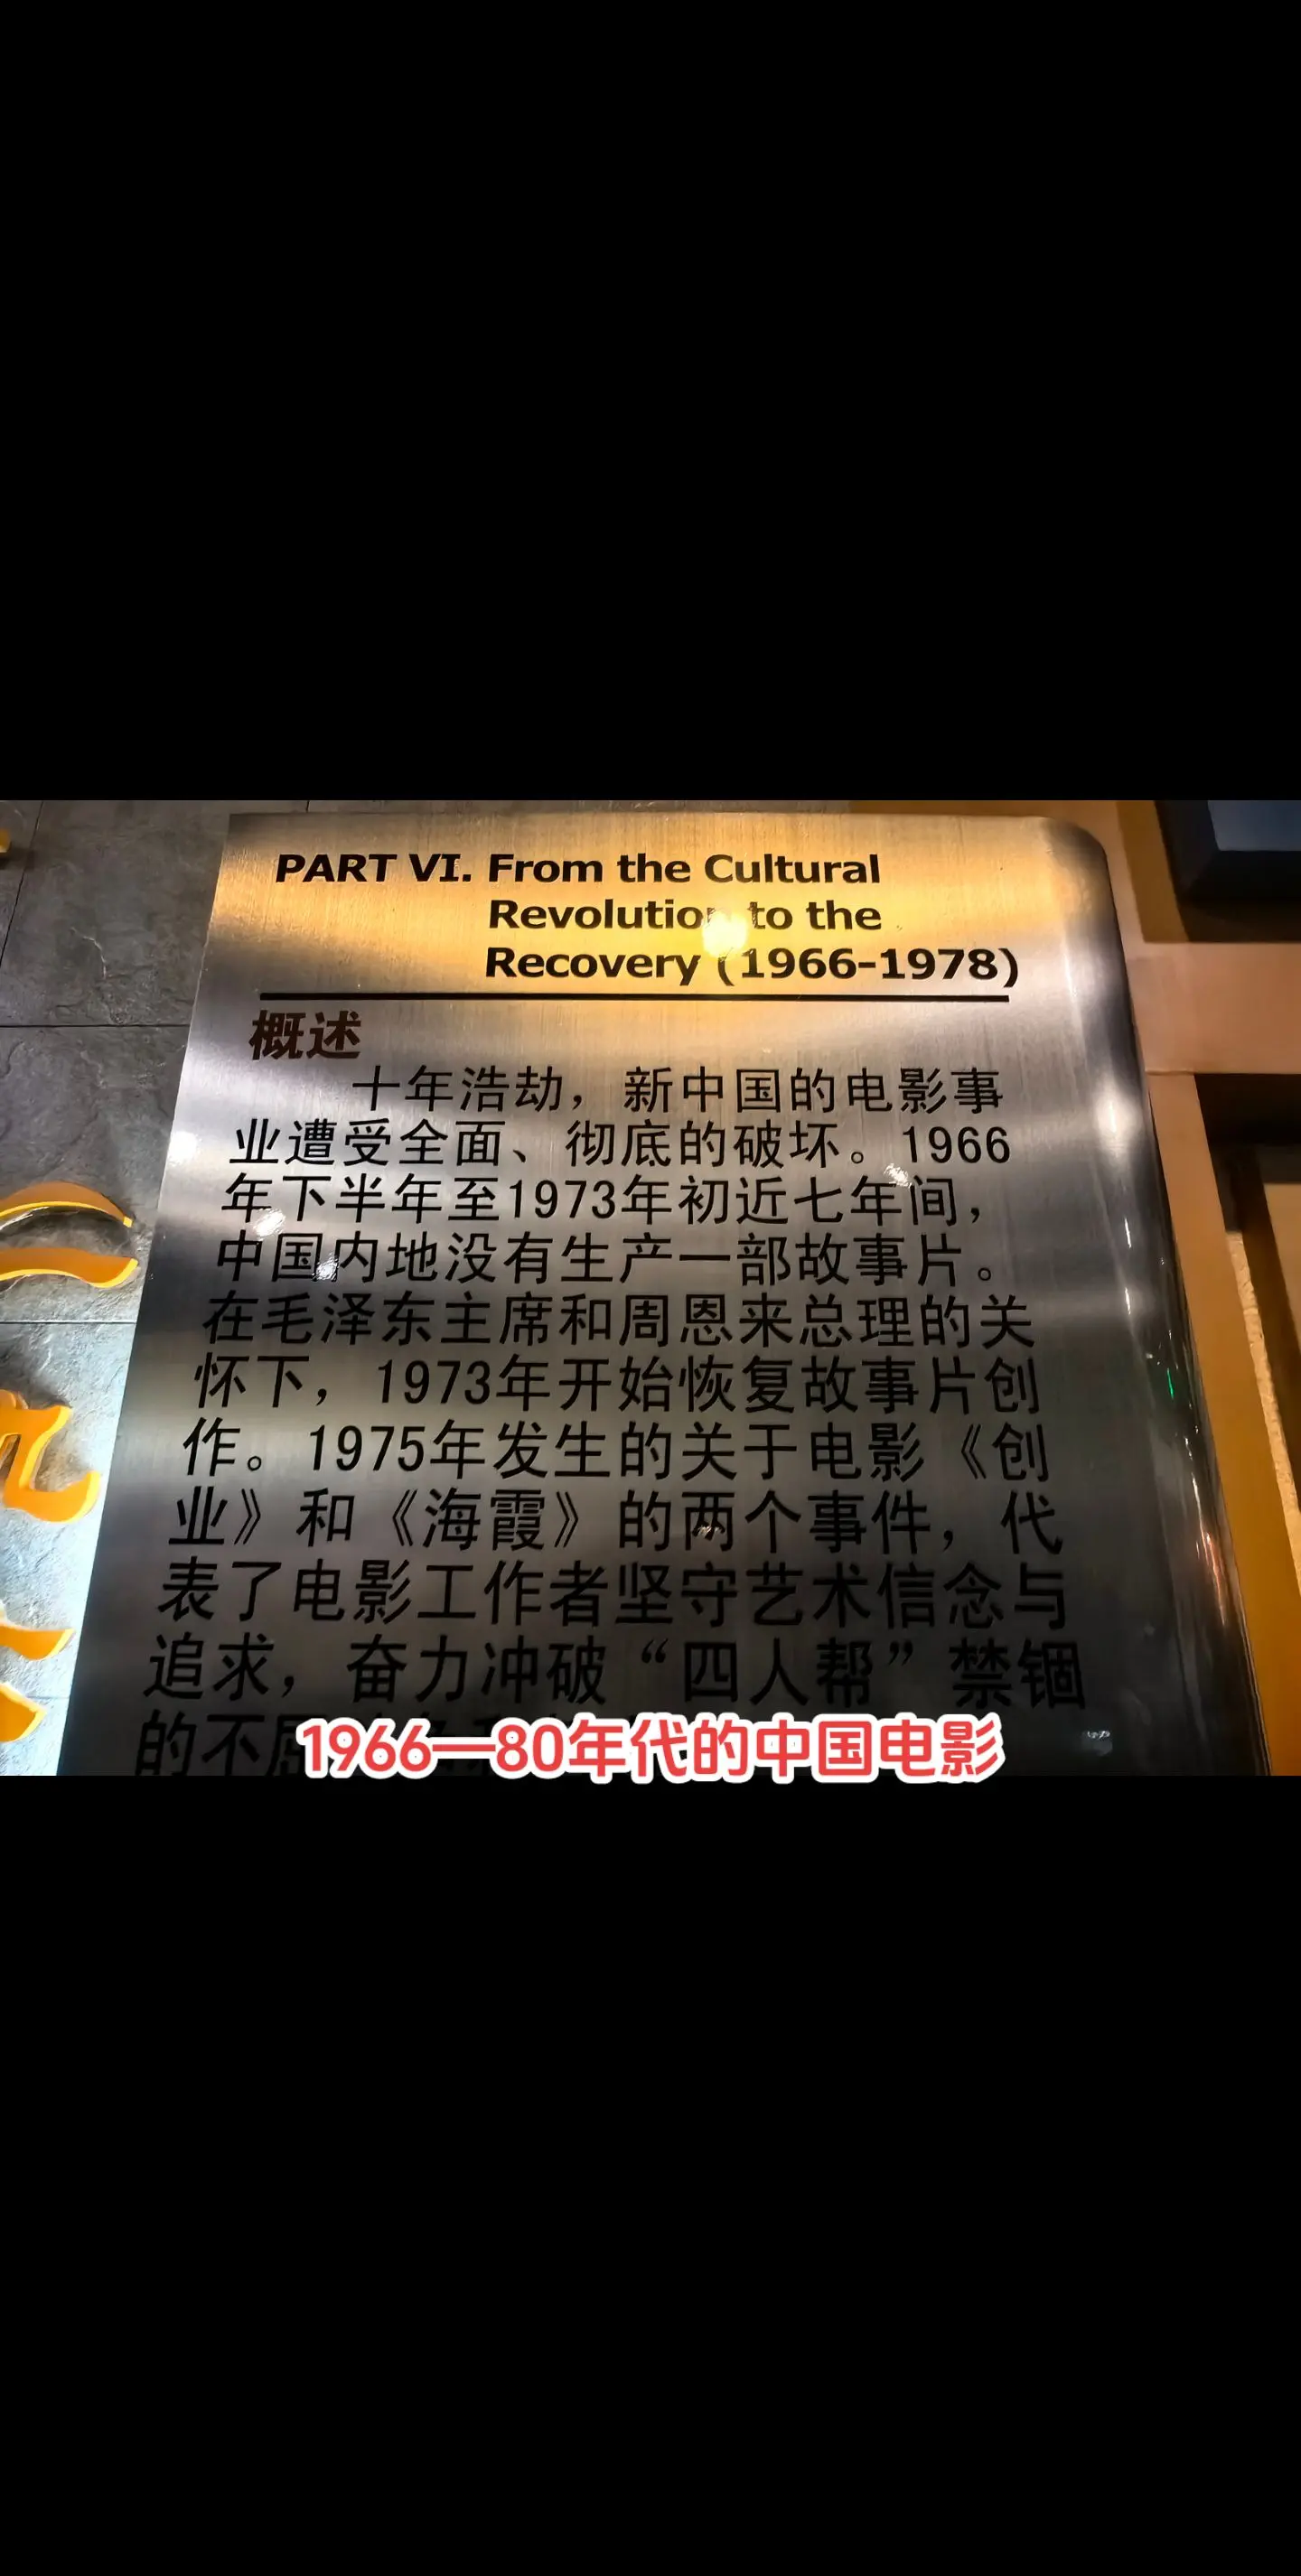 PART VI. From the Cultural
Revolution to the
Recovery (1966-1978)
概述
十年浩劫，新中国的电影事
业遭受全面、彻底的破坏。1966
年下半年至1973年初近七年间，
中国内地没有生产一部故事片。
在毛泽东主席和周恩来总理的关
怀下，1973年开始恢复故事片创
作。1975年发生的关于电影《创
业》和《海霞》的两个事件，代
表了电影工作者坚守艺术信念与
追求，奋力冲破“四人帮”禁锢
的不屈
1966—80年代的中国电影